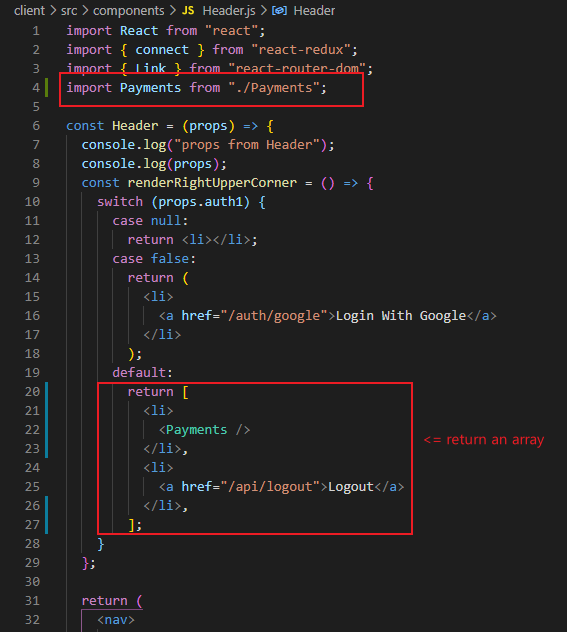 client > src > components > JS Header.js > Header
1 import React from "react";
2 import { connect } from "react-redux";
3 import { Link } from "react-router-dom";
4 import Payments from "./Payments";
5
6 const Header = (props) => {
7 console.log("props from Header");
8 console.log(props);
9 const renderRightUpperCorner = () => {
10 switch (props.auth1) {
11 case null:
12 return <li></li>;
13 case false:
14 return (
15 <li>
16 <a href="/auth/google">Login With Google</a>
17 </li>
18 );
19 default:
20 return [
21 <li>
22 <Payments /> <= return an array
23 </li>,
24 <li>
25 <a href="/api/logout">Logout</a>
26 </li>,
27 ];
28 }
29 };
30
31 return (
32 <nav>